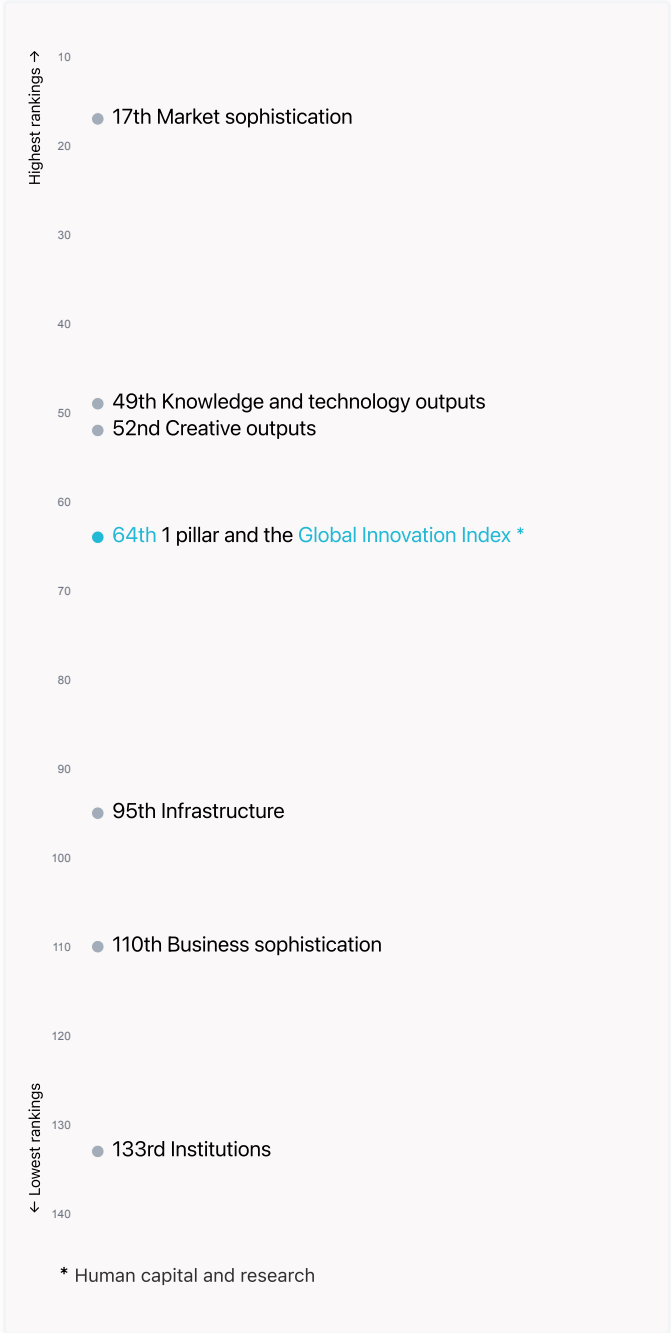 Highest rankings →
10
17th Market sophistication
20
30
40
49th Knowledge and technology outputs
50
52nd Creative outputs
60
64th 1 pillar and the Global Innovation Index *
70
80
90
95th Infrastructure
100
110
110th Business sophistication
120
← Lowest rankings
130
133rd Institutions
140
* Human capital and research